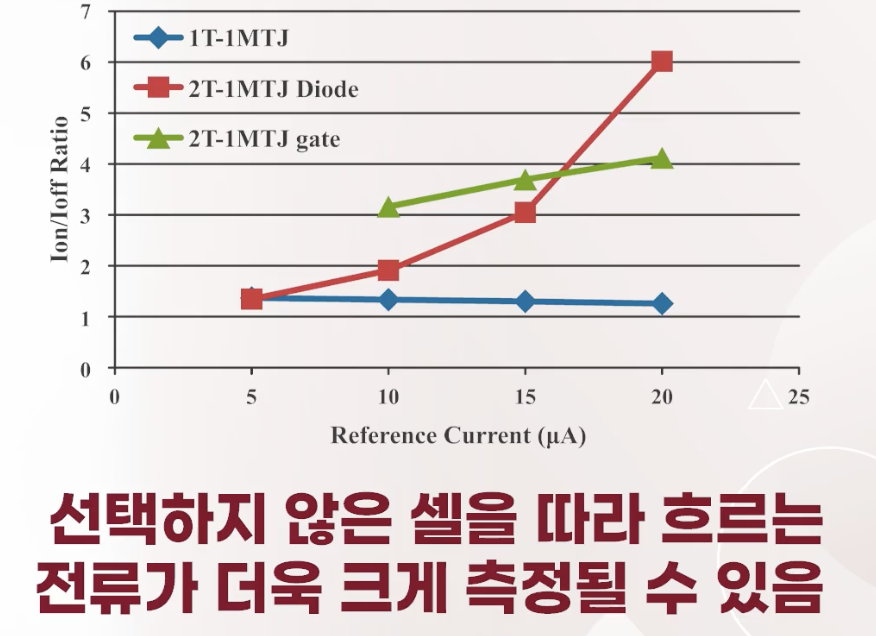 7
1T-1MTJ
6
2T-1MTJ Diode
5
2T-1MTJ gate
4
3
2
1
0
Ion/Ioff Ratio
0 5 10 15 20 25
Reference Current (μA)
선택하지 않은 셀을 따라 흐르는
전류가 더욱 크게 측정될 수 있음